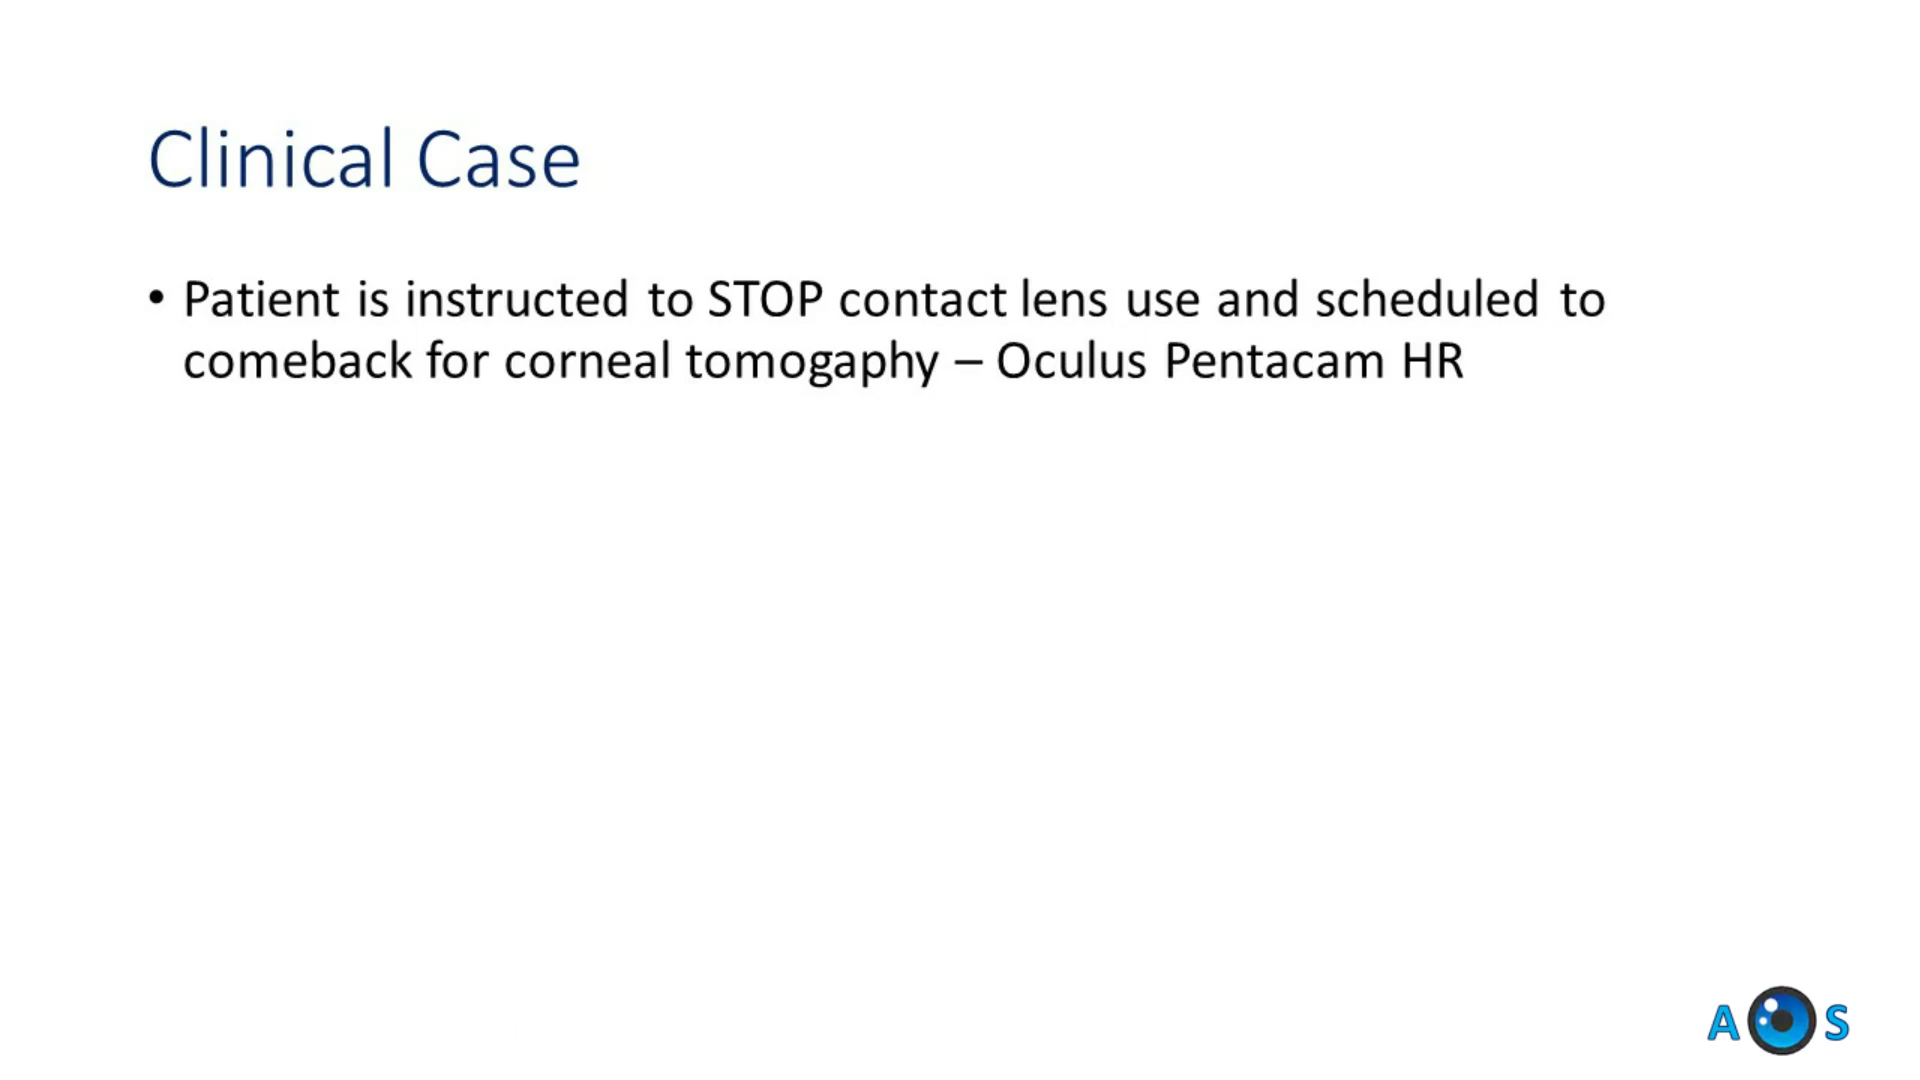 Clinical Case
• Patient is instructed to STOP contact lens use and scheduled to
comeback for corneal tomogaphy – Oculus Pentacam HR
A S